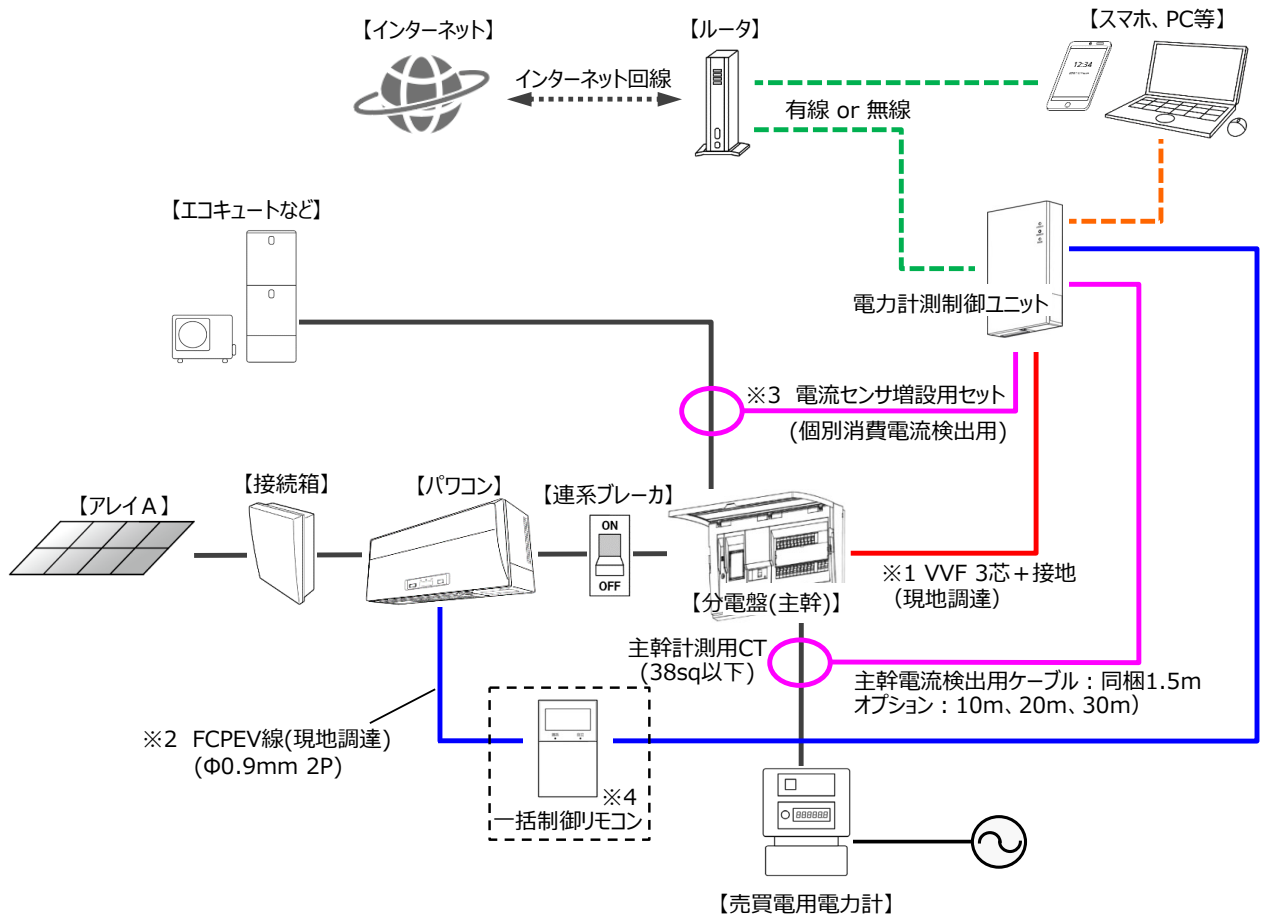 【スマホ、PC等】
【インターネット】
【ルータ】
インターネット回線
12:34
有線 or 無線
【エコキュートなど】
電力計測制御ユニット
※3 電流センサ増設用セット
(個別消費電流検出用)
【アレイA】
【接続箱】
【パワコン】
【連系ブレーカ】
ON
OFF
【分電盤(主幹)】
※1 VVF 3芯+接地
(現地調達)
主幹計測用CT
(38sq以下)
主幹電流検出用ケーブル:同梱1.5m
オプション:10m、20m、30m)
※2 FCPEV線(現地調達)
(Φ0.9mm 2P)
※4
一括制御リモコン
888888
【売買電用電力計】